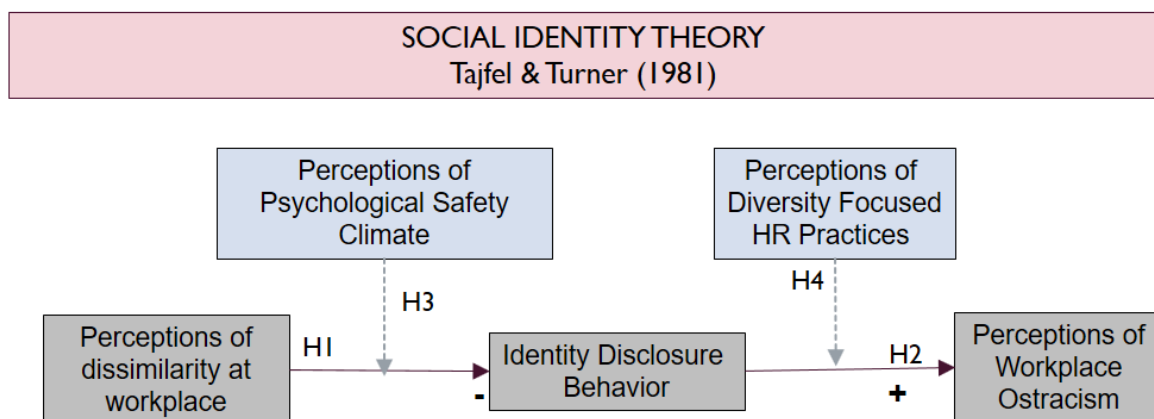 SOCIAL IDENTITY THEORY
Tajfel & Turner (1981)
Perceptions of
Psychological Safety
Climate
Perceptions of
Diversity Focused
HR Practices
H3
H4
Perceptions of
dissimilarity at
workplace
H1
-
Identity Disclosure
Behavior
H2
+
Perceptions of
Workplace
Ostracism